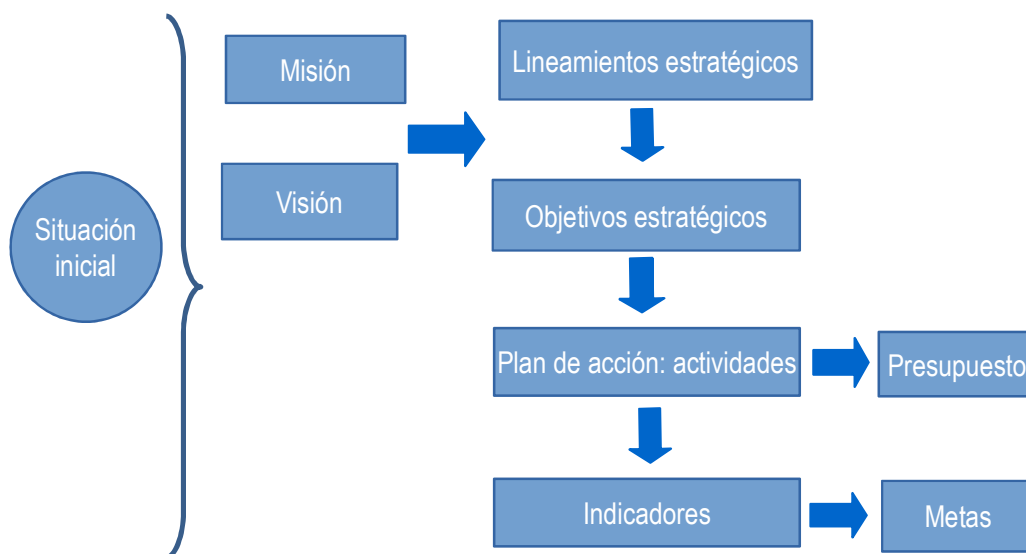 Situación
inicial
Misión
Visión
Lineamientos estratégicos
Objetivos estratégicos
Plan de acción: actividades
Presupuesto
Indicadores
Metas